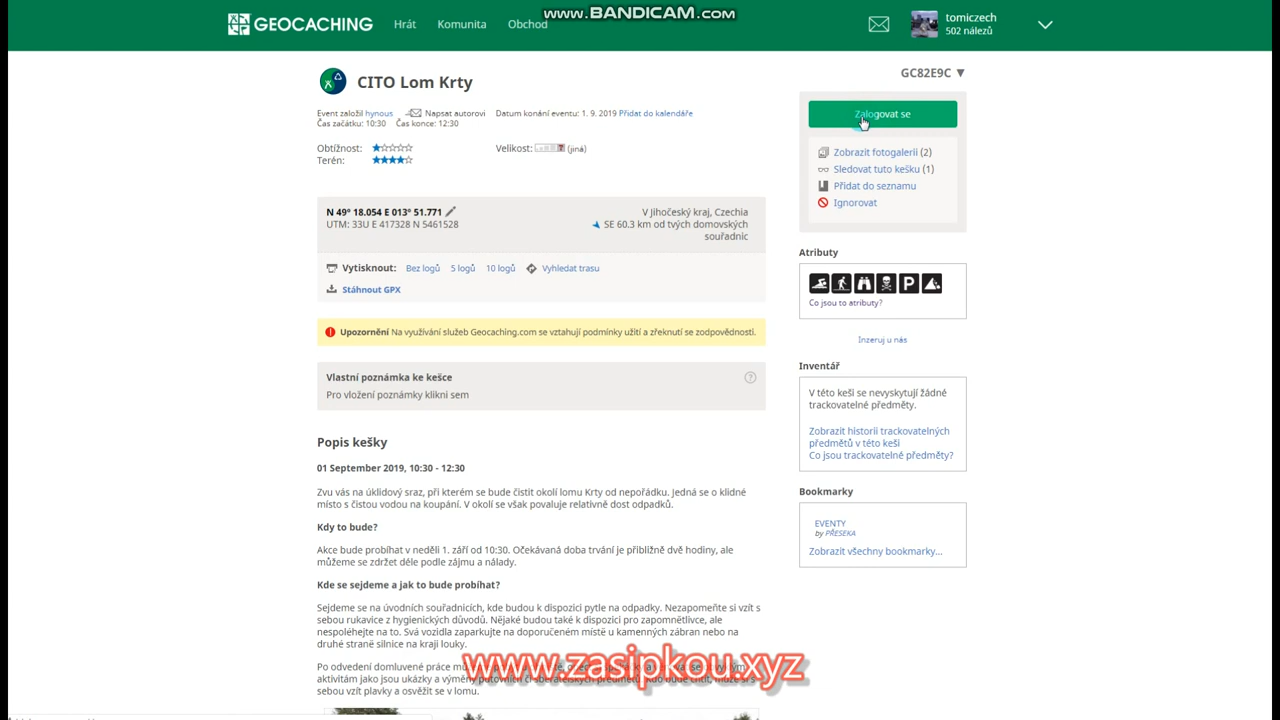 www.BANDICAM.com
GEOCACHING
Hrát
Komunita
Obchod
tomiczech
502 nálezů
CITO Lom Krty
GC82E9C ▼
Event založil hynous
Napsat autorovi
Datum konání eventu: 1. 9. 2019 Přidat do kalendáře
Čas začátku: 10:30 Čas konce: 12:30
Obtížnost:
Velikost: (jiná)
Terén:
N 49° 18.054 E 013° 51.771
UTM: 33U E 417328 N 5461528
V Jihočeský kraj, Czechia
SE 60.3 km od tvých domovských
souřadnic
Vytisknout: Bez logů 5 logů 10 logů Vyhledat trasu
Stáhnout GPX
Upozornění Na využívání služeb Geocaching.com se vztahují podmínky užití a zřeknutí se zodpovědnosti.
Vlastní poznámka ke kešce
Pro vložení poznámky klikni sem
Popis kešky
01 September 2019, 10:30 - 12:30
Zvu vás na úklidový sraz, při kterém se bude čistit okolí lomu Krty od nepořádku. Jedná se o klidné
místo s čistou vodou na koupání. V okolí se však povaluje relativně dost odpadků.
Kdy to bude?
Akce bude probíhat v neděli 1. září od 10:30. Očekávaná doba trvání je přibližně dvě hodiny, ale
můžeme se zdržet déle podle zájmu a nálady.
Kde se sejdeme a jak to bude probíhat?
Sejdeme se na úvodních souřadnicích, kde budou k dispozici pytle na odpadky. Nezapomeňte si vzít s
sebou rukavice z hygienických důvodů. Nějaké budou také k dispozici pro zapomnětlivce, ale
nespoléhejte na to. Svá vozidla zaparkujte na doporučeném místě u kamenných zábran nebo na
druhé straně silnice na kraji louky.
Po odvedení domluvené práce
aktivitám jako jsou ukázky a výměny
sebou vzít plavky a osvěžit se v lomu.
www.zasipkou.xyz
Zalogovat se
Zobrazit fotogalerii (2)
Sledovat tuto kešku (1)
Přidat do seznamu
Ignorovat
Atributy
Co jsou to atributy?
Inzeruj u nás
Inventář
V této keši se nevyskytují žádné
trackovatelné předměty.
Zobrazit historii trackovatelných
předmětů v této keši
Co jsou trackovatelné předměty?
Bookmarky
EVENTY
by PŘESEKA
Zobrazit všechny bookmarky...